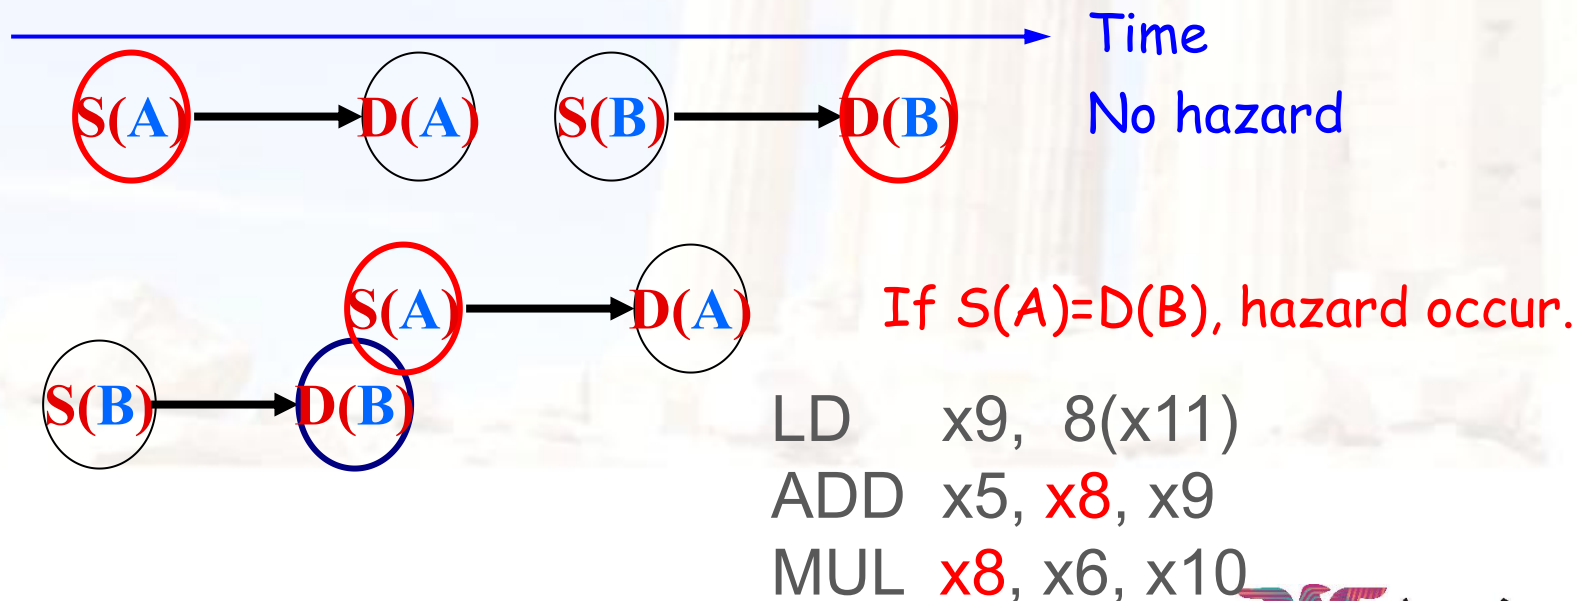 Time
S(A) D(A) S(B) D(B) No hazard
S(A) D(A) If S(A)=D(B), hazard occur.
S(B) D(B)
LD x9, 8(x11)
ADD x5, x8, x9
MUL x8, x6, x10